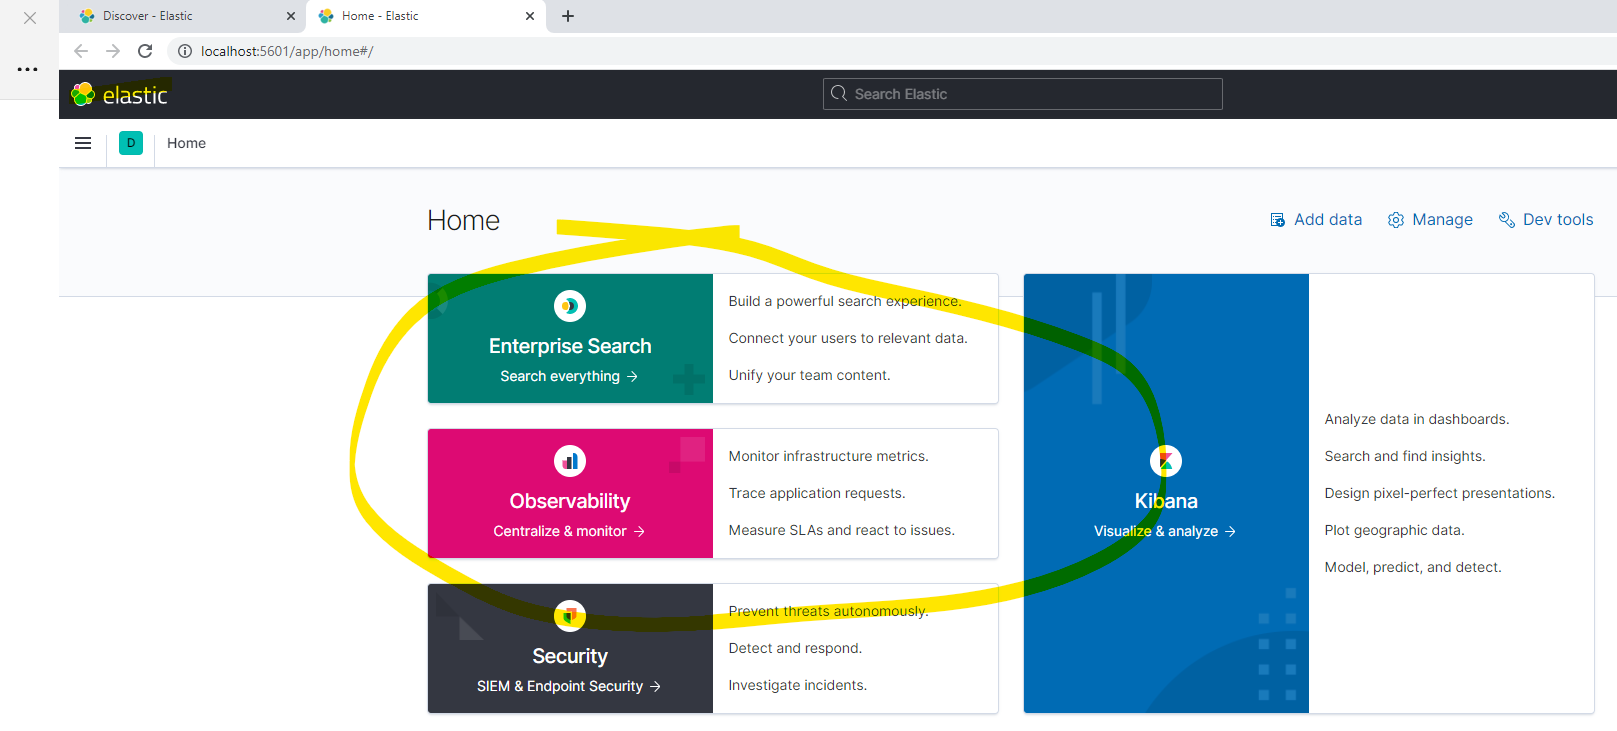 Discover - Elastic
Home - Elastic
localhost:5601/app/home#/
elastic
Search Elastic
D
Home
Home
Add data
Manage
Dev tools
Enterprise Search
Search everything →
Build a powerful search experience.
Connect your users to relevant data.
Unify your team content.
Observability
Centralize & monitor →
Monitor infrastructure metrics.
Trace application requests.
Measure SLAs and react to issues.
Security
SIEM & Endpoint Security →
Prevent threats autonomously.
Detect and respond.
Investigate incidents.
Kibana
Visualize & analyze →
Analyze data in dashboards.
Search and find insights.
Design pixel-perfect presentations.
Plot geographic data.
Model, predict, and detect.